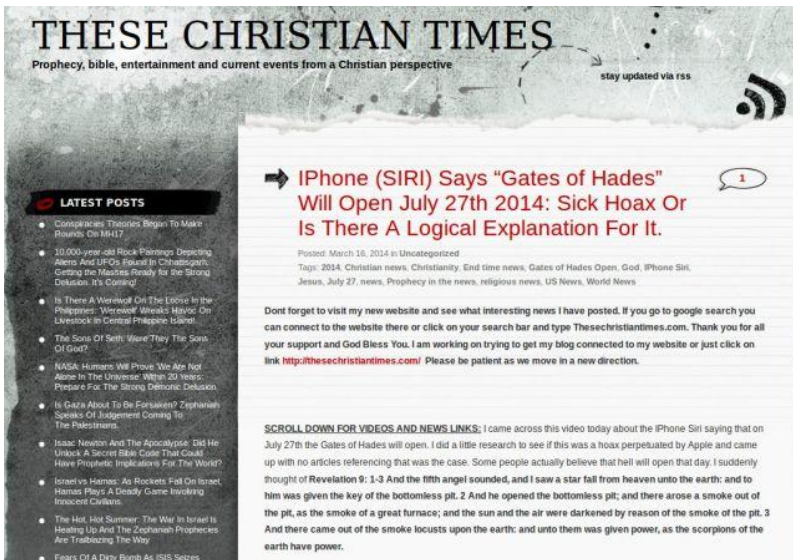 THESE CHRISTIAN TIMES
Prophecy, bible, entertainment and current events from a Christian perspective
stay updated via rss
LATEST POSTS
Conspiracies Theories Began To Make
Rounds On MH17
10,000-year-old Rock Paintings Depicting
Aliens And UFOs Found In Chhattisgarh,
Getting the Masses Ready for the Strong
Delusion. It's Coming!
Is There A Werewolf On The Loose In the
Philippines: 'Werewolf' Wreaks Havoc On
Livestock In Central Philippine Island!
The Sons Of Seth: Were They The Sons
Of God?
NASA: Humans Will Prove 'We Are Not
Alone In The Universe' Within 20 Years:
Prepare For The Strong Demonic Delusion.
Is Gaza About To Be Forsaken? Zephaniah
Speaks Of Judgement Coming To
The Palestinians.
Isaac Newton And The Apocalypse: Did He
Unlock A Secret Bible Code That Could
Have Prophetic Implications For The World?
Israel vs Hamas: As Rockets Fall On Israel,
Hamas Plays A Deadly Game Involving
Innocent Civilians.
The Hot, Hot Summer: The War In Israel Is
Heating Up And The Zephaniah Prophecies
Are Trailblazing The Way
Fears Of A Dirty Bomb As ISIS Seizes
IPhone (SIRI) Says “Gates of Hades”
Will Open July 27th 2014: Sick Hoax Or
Is There A Logical Explanation For It.
1
Posted: March 16, 2014 in Uncategorized
Tags: 2014, Christian news, Christianity, End time news, Gates of Hades Open, God, IPhone Siri,
Jesus, July 27, news, Prophecy in the news, religious news, US News, World News
Dont forget to visit my new website and see what interesting news I have posted. If you go to google search you
can connect to the website there or click on your search bar and type Thesechristiantimes.com. Thank you for all
your support and God Bless You. I am working on trying to get my blog connected to my website or just click on
link http://thesechristiantimes.com/ Please be patient as we move in a new direction.
SCROLL DOWN FOR VIDEOS AND NEWS LINKS: I came across this video today about the IPhone Siri saying that on
July 27th the Gates of Hades will open. I did a little research to see if this was a hoax perpetuated by Apple and came
up with no articles referencing that was the case. Some people actually believe that hell will open that day. I suddenly
thought of Revelation 9: 1-3 And the fifth angel sounded, and I saw a star fall from heaven unto the earth: and to
him was given the key of the bottomless pit. 2 And he opened the bottomless pit; and there arose a smoke out of
the pit, as the smoke of a great furnace; and the sun and the air were darkened by reason of the smoke of the pit. 3
And there came out of the smoke locusts upon the earth: and unto them was given power, as the scorpions of the
earth have power.